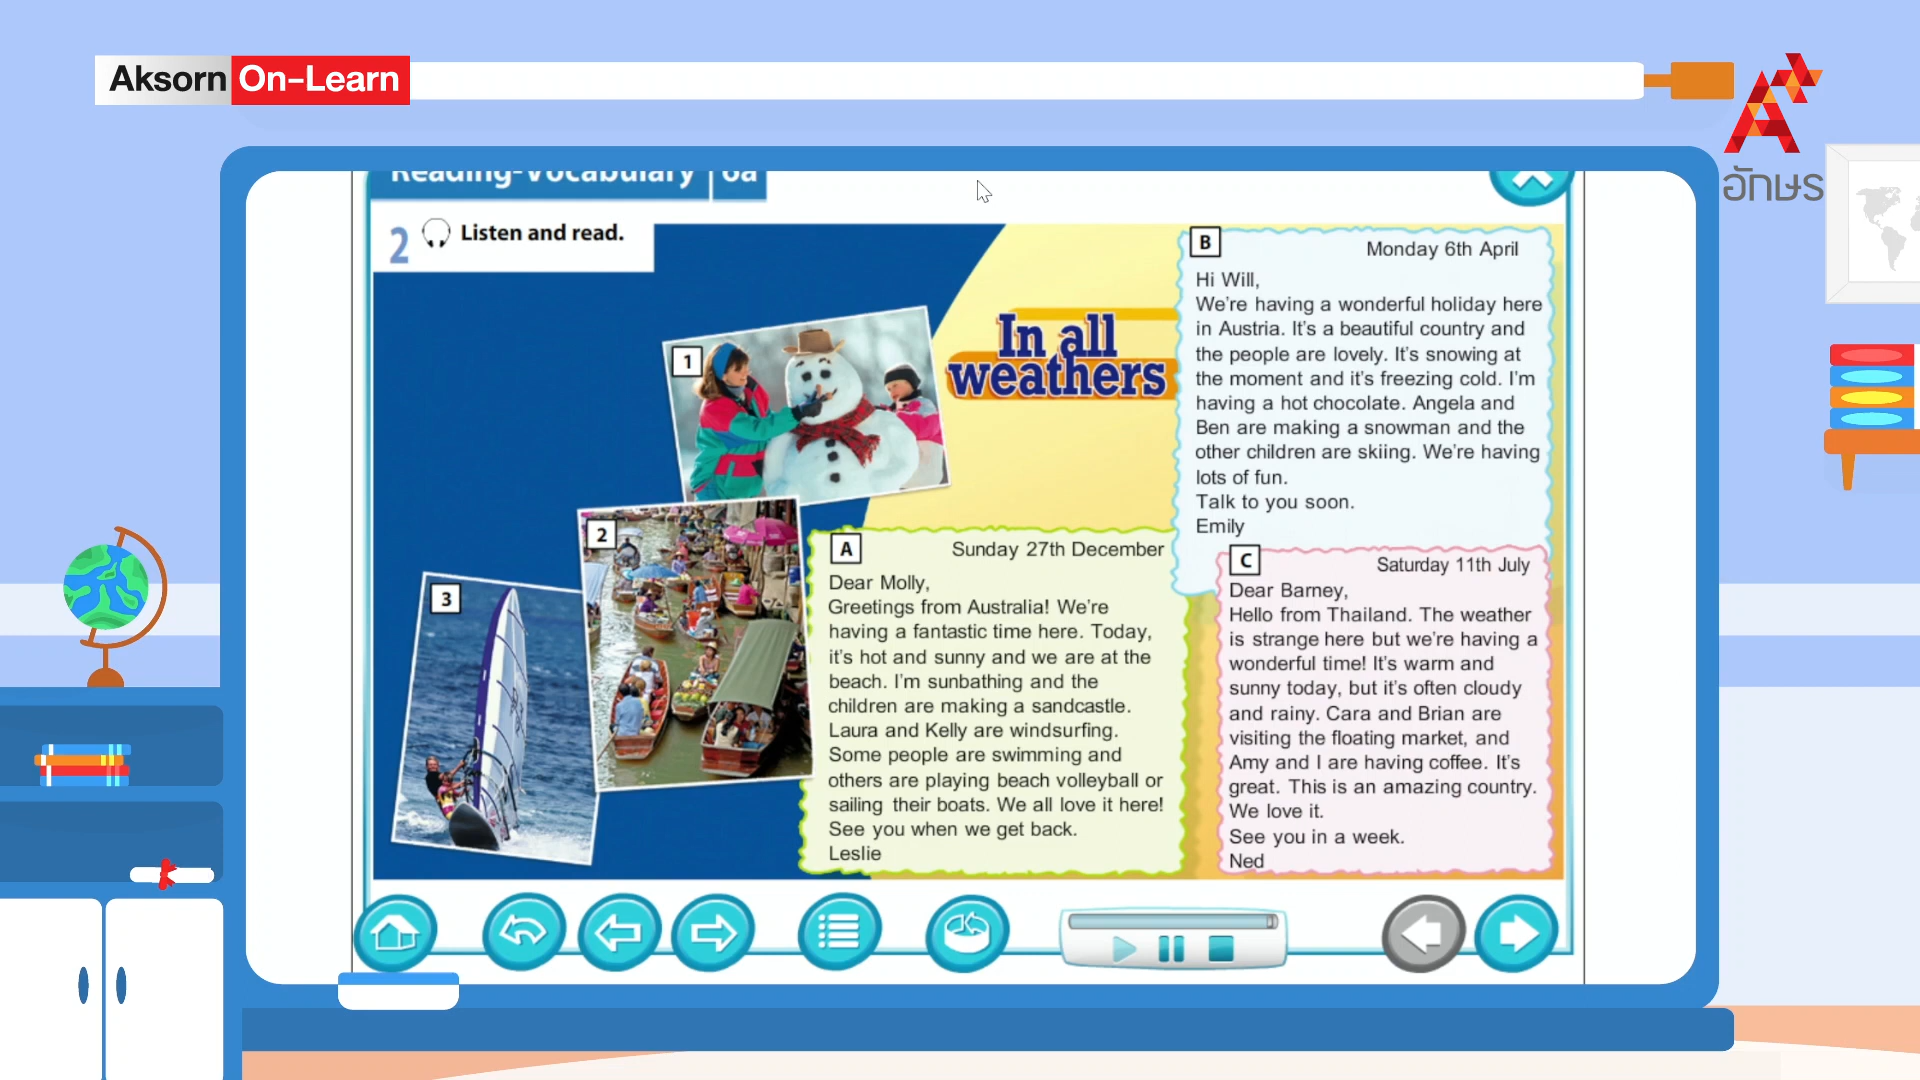 Aksorn On-Learn
อักษร
Reading-Vocabulary 6a
2 Listen and read.
In all
weathers
1
2
3
A
Sunday 27th December
Dear Molly,
Greetings from Australia! We're
having a fantastic time here. Today,
it's hot and sunny and we are at the
beach. I'm sunbathing and the
children are making a sandcastle.
Laura and Kelly are windsurfing.
Some people are swimming and
others are playing beach volleyball or
sailing their boats. We all love it here!
See you when we get back.
Leslie
B
Monday 6th April
Hi Will,
We're having a wonderful holiday here
in Austria. It's a beautiful country and
the people are lovely. It's snowing at
the moment and it's freezing cold. I'm
having a hot chocolate. Angela and
Ben are making a snowman and the
other children are skiing. We're having
lots of fun.
Talk to you soon.
Emily
C
Saturday 11th July
Dear Barney,
Hello from Thailand. The weather
is strange here but we're having a
wonderful time! It's warm and
sunny today, but it's often cloudy
and rainy. Cara and Brian are
visiting the floating market, and
Amy and I are having coffee. It's
great. This is an amazing country.
We love it.
See you in a week.
Ned